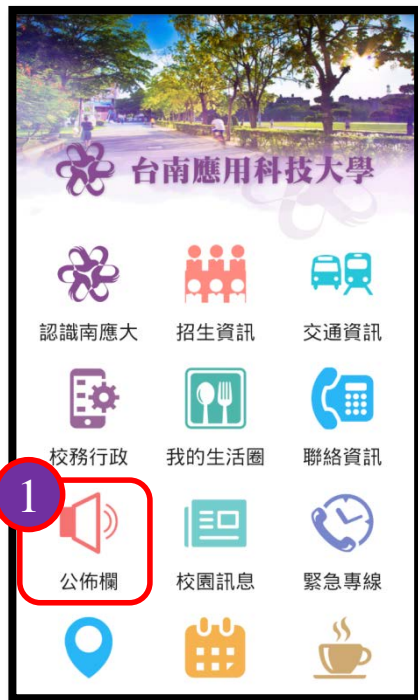 台南應用科技大學
認識南應大
招生資訊
交通資訊
校務行政
我的生活圈
聯絡資訊
1
公佈欄
校園訊息
緊急專線